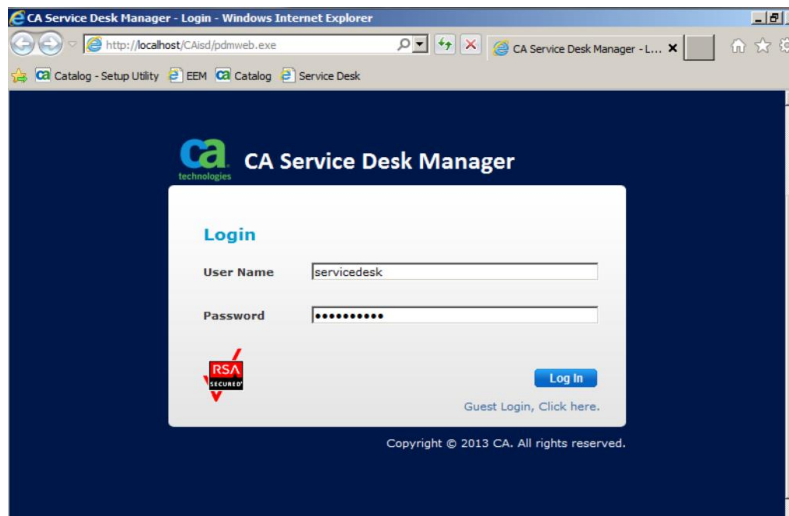 CA Service Desk Manager - Login - Windows Internet Explorer
http://localhost/CAisd/pdmweb.exe
CA Service Desk Manager - L...
Catalog - Setup Utility EEM Catalog Service Desk
ca technologies
CA Service Desk Manager
Login
User Name servicedesk
Password ••••••••••
RSA SECURED
Log In
Guest Login, Click here.
Copyright © 2013 CA. All rights reserved.